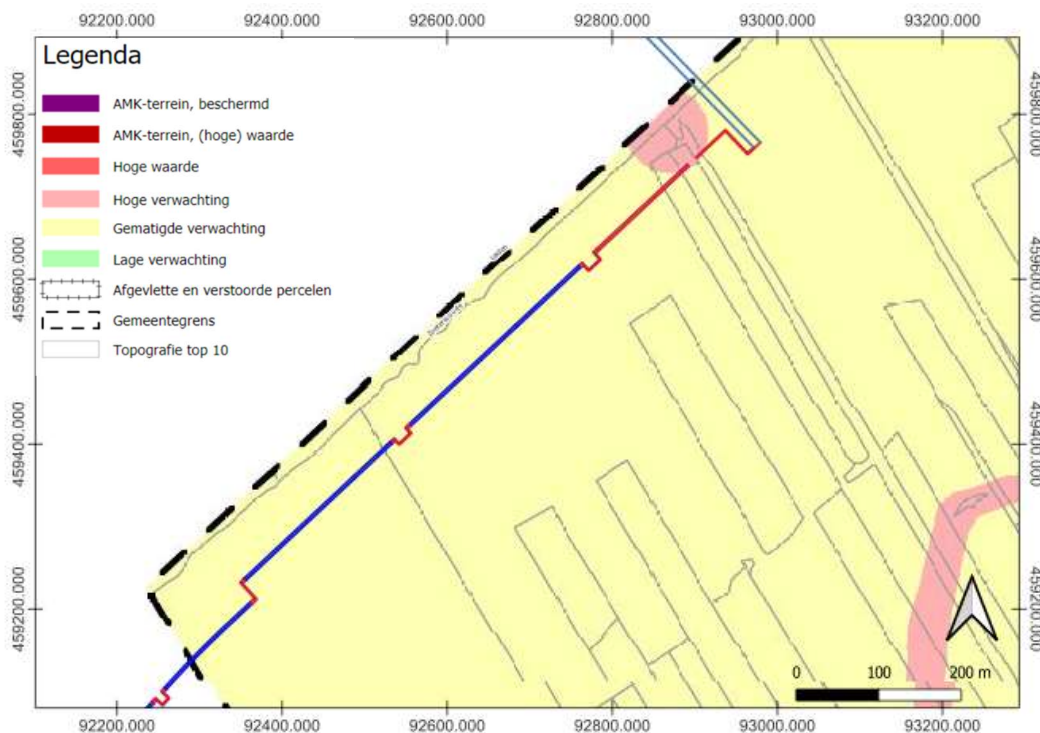 92200.000 92400.000 92600.000 92800.000 93000.000 93200.000
Legenda
AMK-terrein, beschermd
AMK-terrein, (hoge) waarde
Hoge waarde
Hoge verwachting
Gematigde verwachting
Lage verwachting
Afgevlette en verstoorde percelen
Gemeentegrens
Topografie top 10
459800.000
459600.000
459400.000
459200.000
459800.000
459600.000
459400.000
459200.000
0 100 200 m
92200.000 92400.000 92600.000 92800.000 93000.000 93200.000